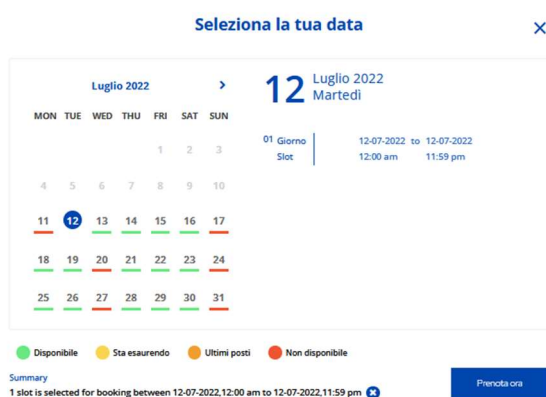 Seleziona la tua data
×
Luglio 2022 >
MON TUE WED THU FRI SAT SUN
1 2 3
4 5 6 7 8 9 10
11 12 13 14 15 16 17
18 19 20 21 22 23 24
25 26 27 28 29 30 31
12 Luglio 2022
Martedì
01 Giorno 12-07-2022 to 12-07-2022
Slot 12:00 am 11:59 pm
Disponibile Sta esaurendo Ultimi posti Non disponibile
Summary
1 slot is selected for booking between 12-07-2022,12:00 am to 12-07-2022,11:59 pm
Prenota ora